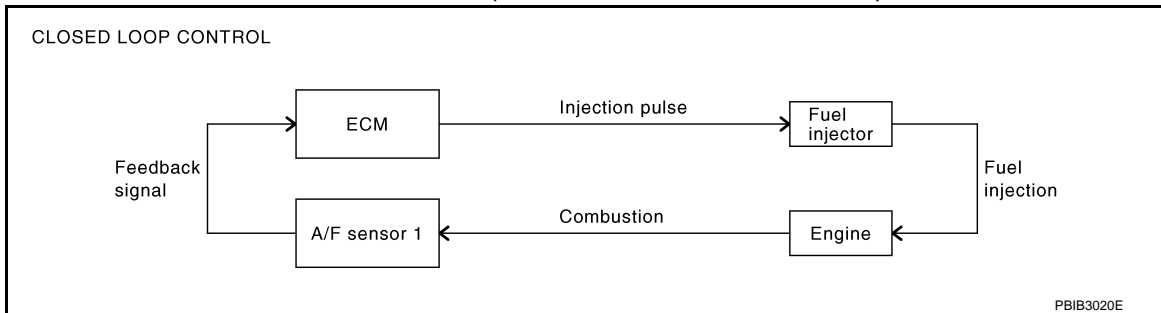 CLOSED LOOP CONTROL
ECM
Injection pulse
Fuel
injector
Feedback
signal
Fuel
injection
A/F sensor 1
Combustion
Engine
PBIB3020E